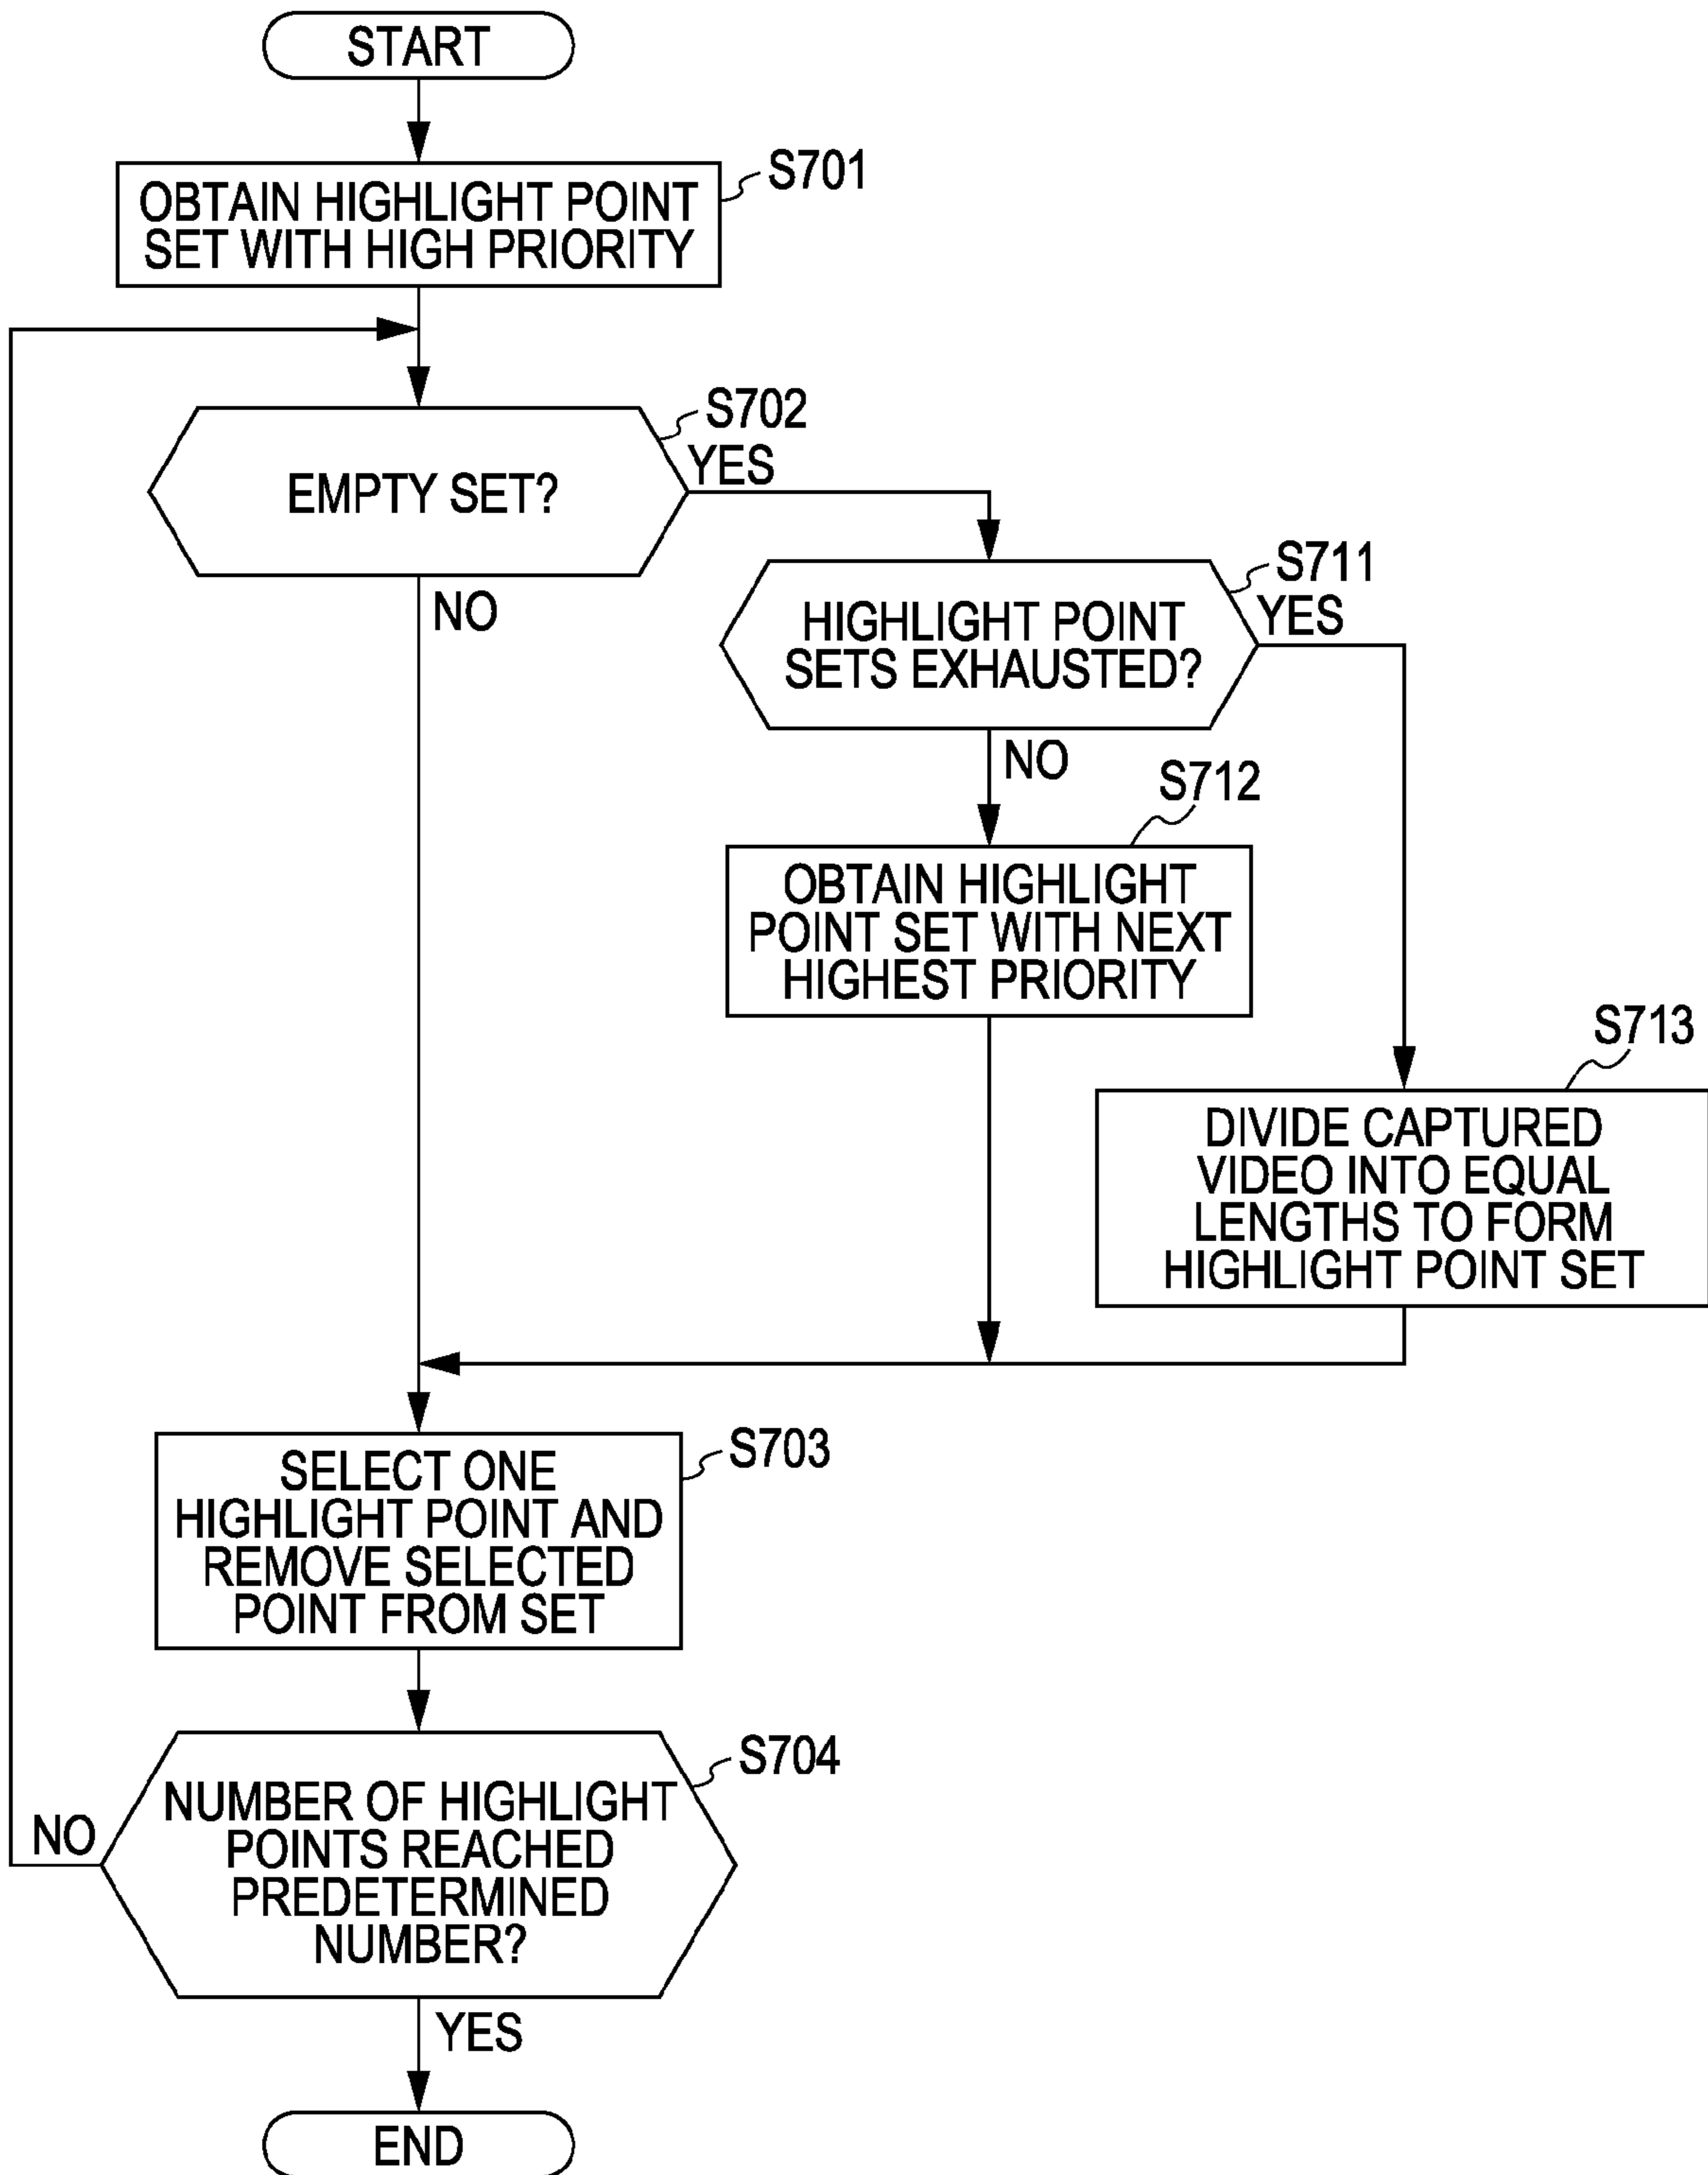 START
S701
OBTAIN HIGHLIGHT POINT
SET WITH HIGH PRIORITY
S702
YES
EMPTY SET?
NO
S711
YES
HIGHLIGHT POINT
SETS EXHAUSTED?
NO
S712
OBTAIN HIGHLIGHT
POINT SET WITH NEXT
HIGHEST PRIORITY
S713
DIVIDE CAPTURED
VIDEO INTO EQUAL
LENGTHS TO FORM
HIGHLIGHT POINT SET
S703
SELECT ONE
HIGHLIGHT POINT AND
REMOVE SELECTED
POINT FROM SET
S704
NUMBER OF HIGHLIGHT
POINTS REACHED
PREDETERMINED
NUMBER?
NO
YES
END